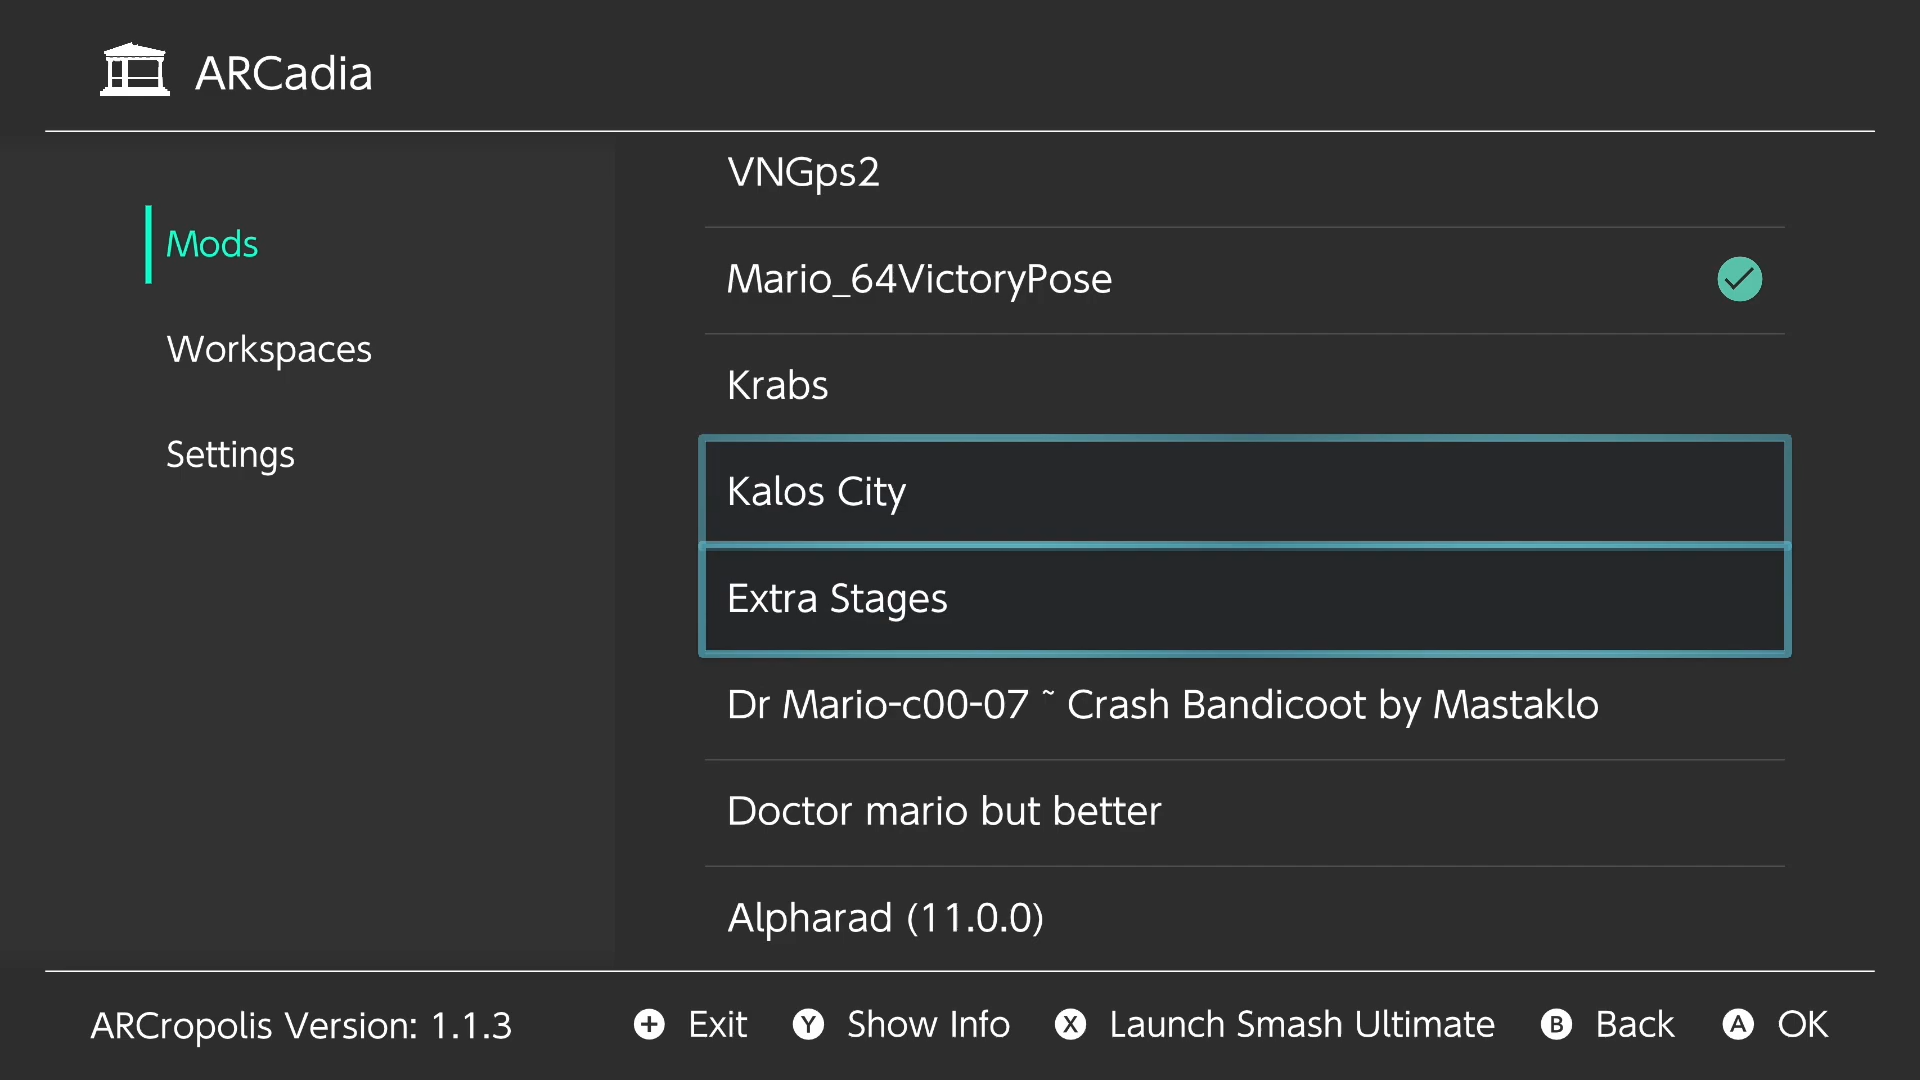 ARCadia
Mods
Workspaces
Settings
VNGps2
Mario_64VictoryPose
Krabs
Kalos City
Extra Stages
Dr Mario-c00-07 ~ Crash Bandicoot by Mastaklo
Doctor mario but better
Alpharad (11.0.0)
ARCropolis Version: 1.1.3
+ Exit Y Show Info X Launch Smash Ultimate B Back A OK